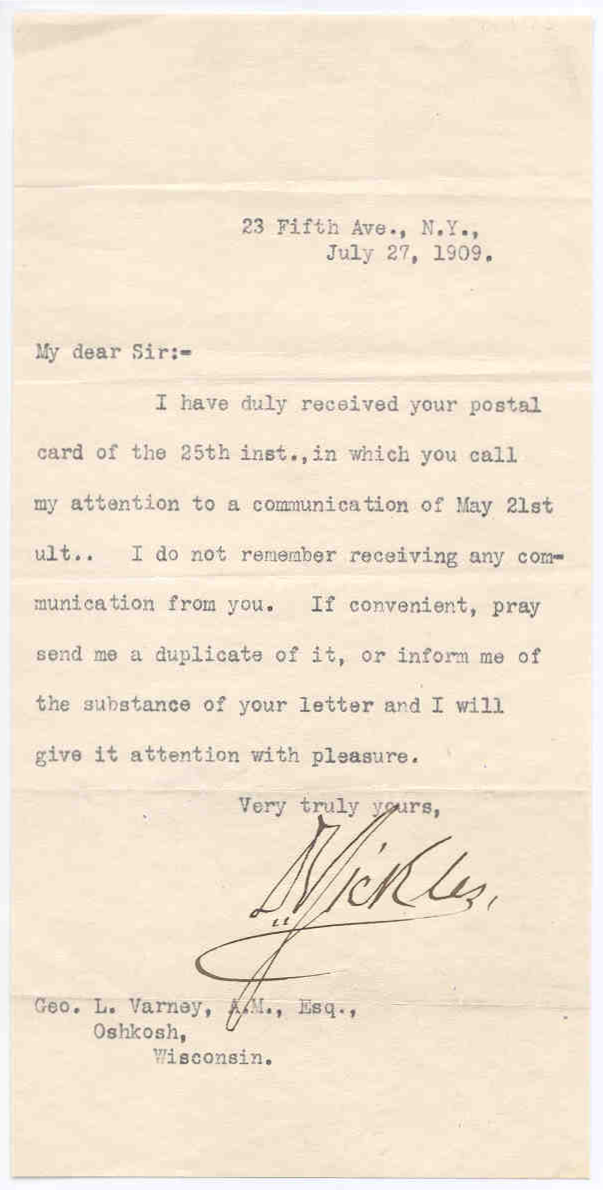 23 Fifth Ave., N.Y.,
July 27, 1909.
My dear Sir:-
I have duly received your postal
card of the 25th inst.,in which you call
my attention to a communication of May 21st
ult.. I do not remember receiving any com-
munication from you. If convenient, pray
send me a duplicate of it, or inform me of
the substance of your letter and I will
give it attention with pleasure.
Very truly yours,
D. Sickles,
Geo. L. Varney, A.M., Esq.,
Oshkosh,
Wisconsin.